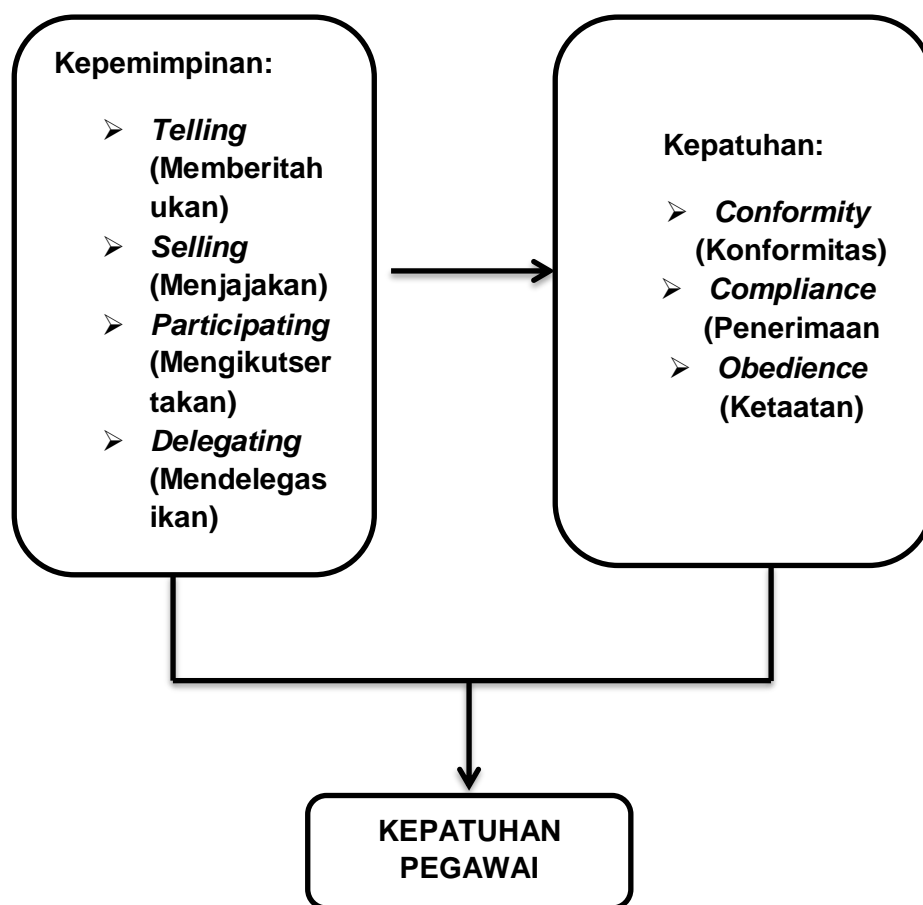 Kepemimpinan:
➢ Telling
(Memberitah
ukan)
➢ Selling
(Menjajakan)
➢ Participating
(Mengikutser
takan)
➢ Delegating
(Mendelegas
ikan)
Kepatuhan:
➢ Conformity
(Konformitas)
➢ Compliance
(Penerimaan
➢ Obedience
(Ketaatan)
KEPATUHAN
PEGAWAI